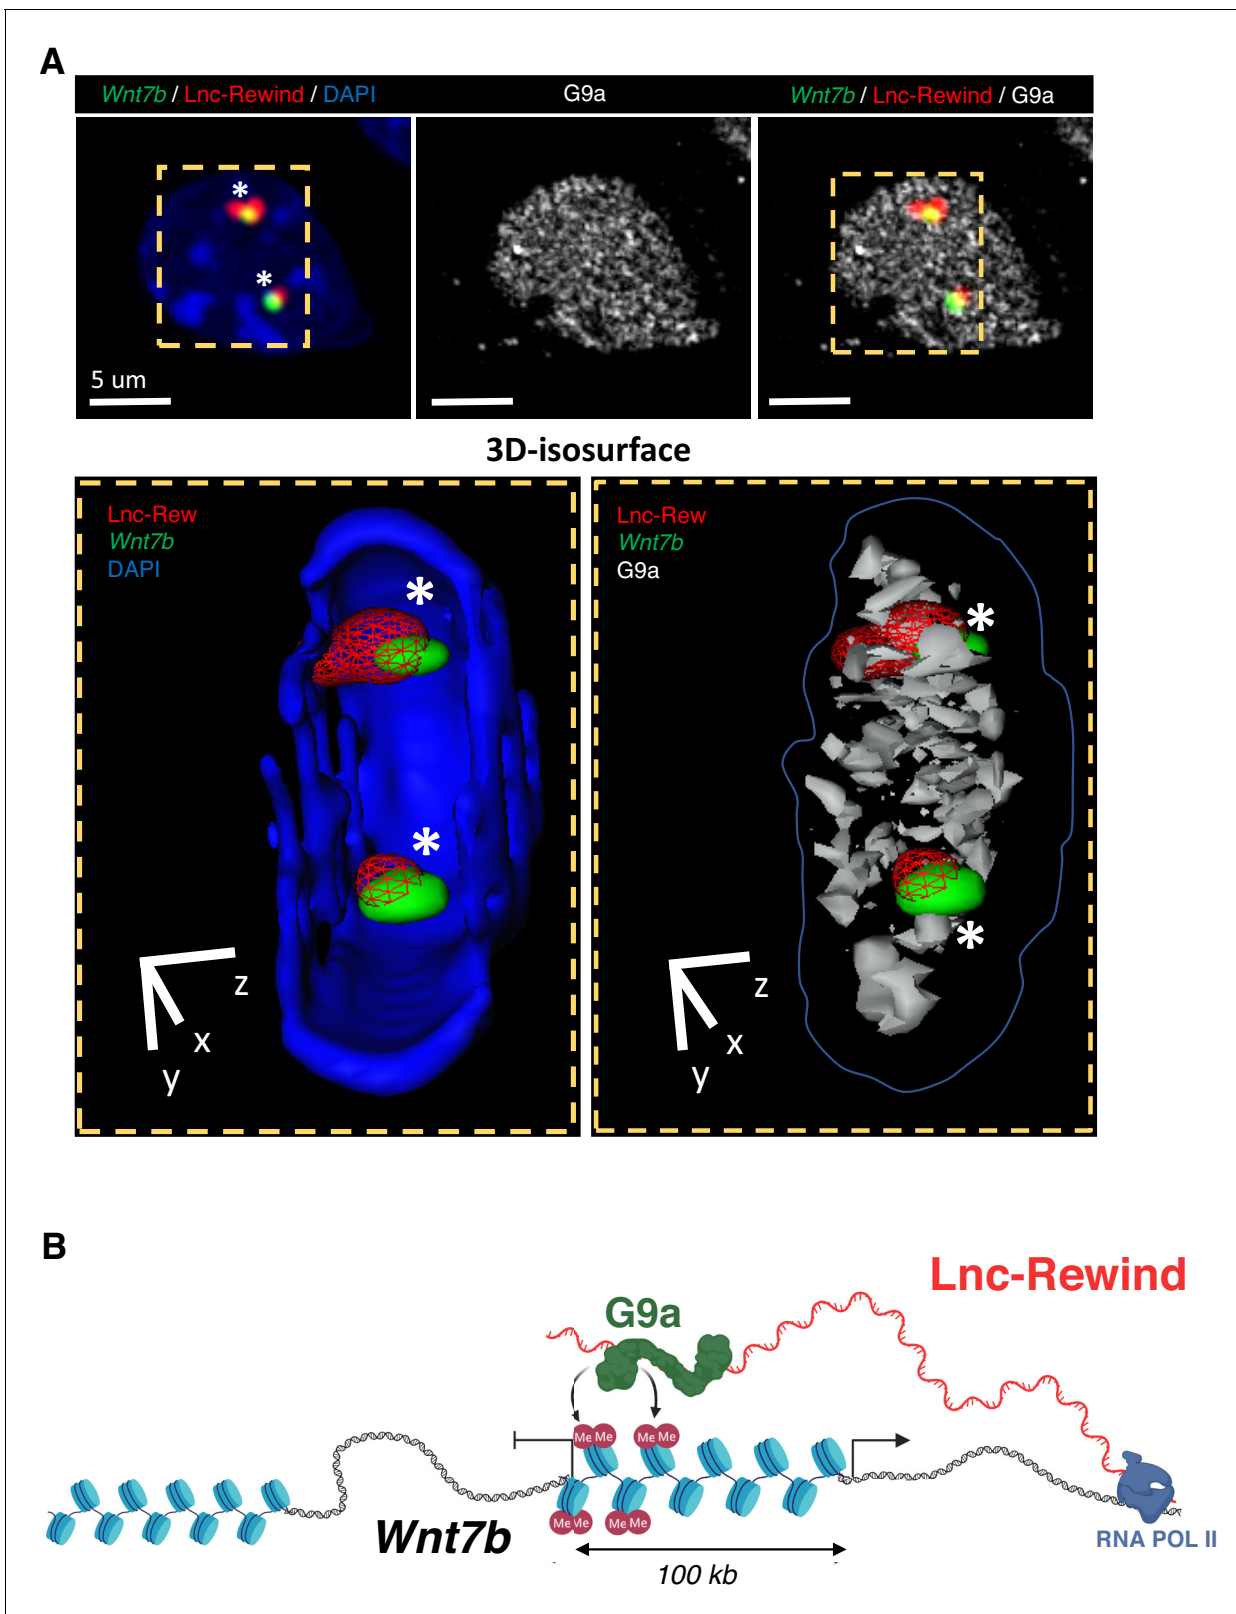 A
Wnt7b / Lnc-Rewind / DAPI
G9a
Wnt7b / Lnc-Rewind / G9a
*
*
5 um
3D-isosurface
Lnc-Rew
Wnt7b
DAPI
*
*
z
x
y
Lnc-Rew
Wnt7b
G9a
*
*
z
x
y
B
Lnc-Rewind
G9a
Me Me Me Me
Me Me Me Me
Wnt7b
RNA POL II
100 kb